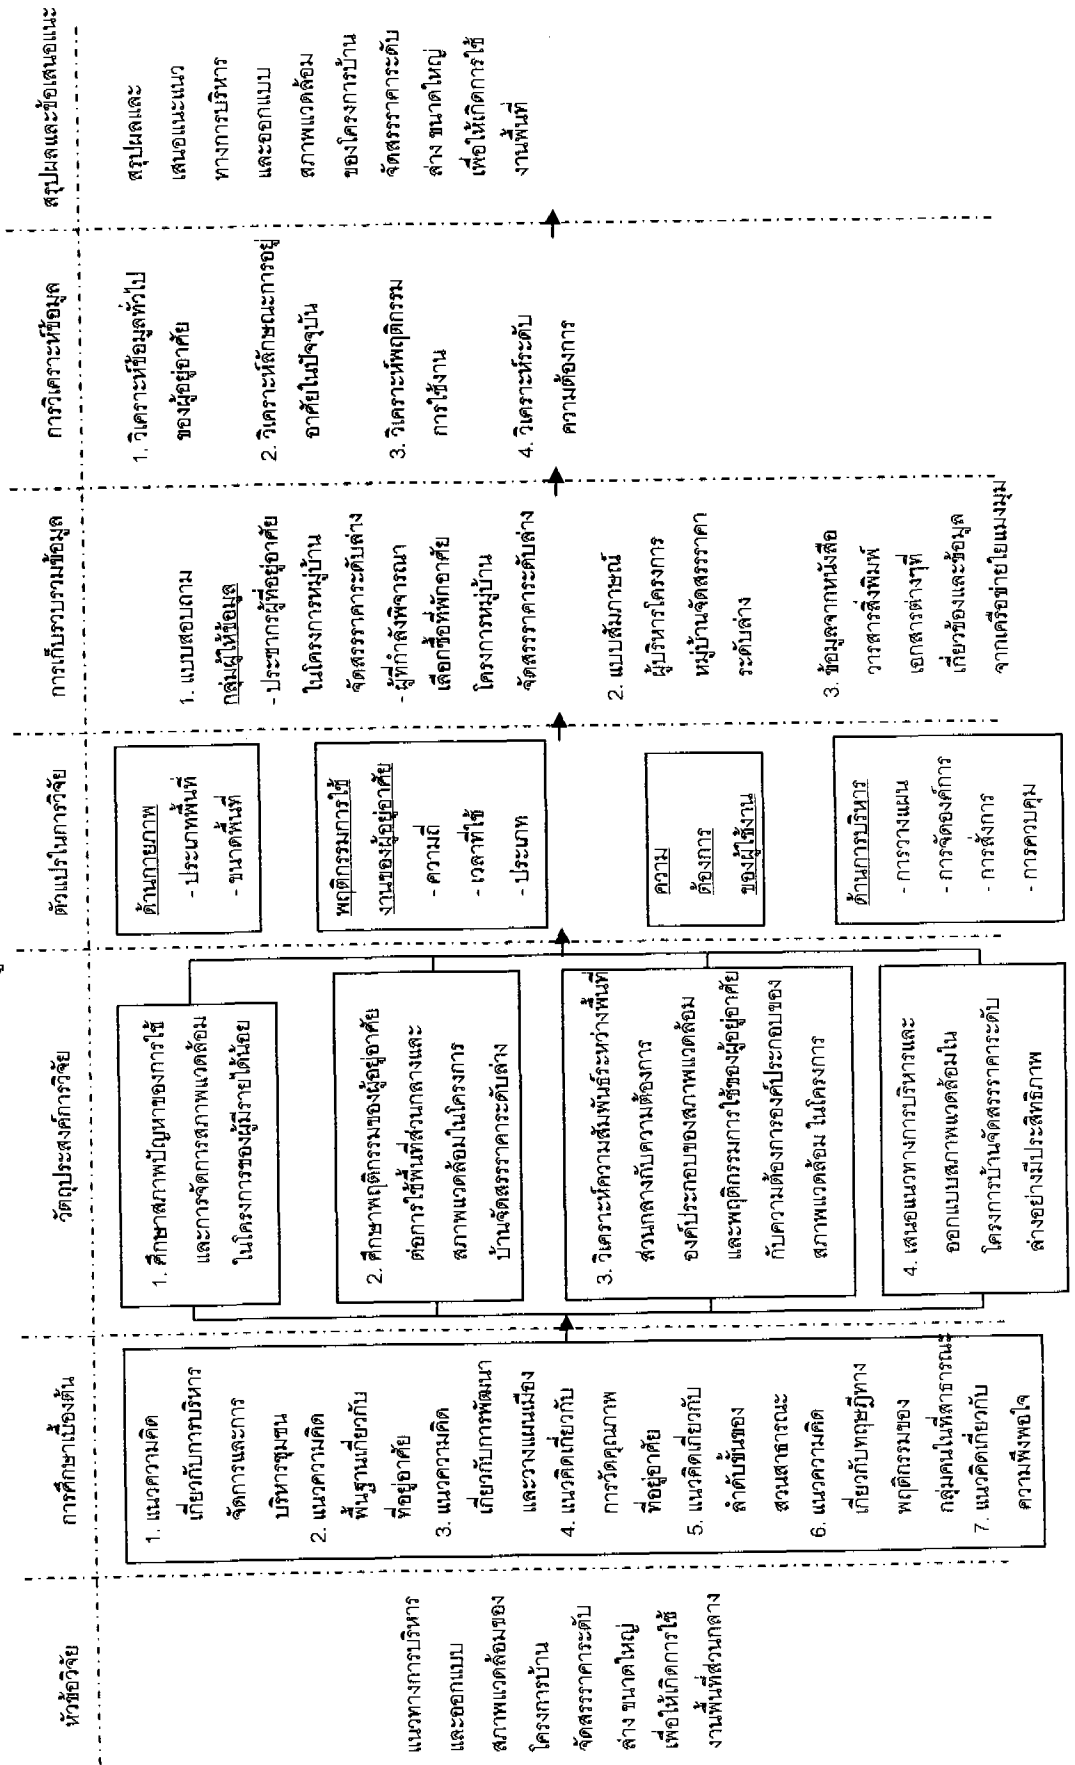 หัวข้อวิจัย
แนวทางการบริหาร
และออกแบบ
สภาพแวดล้อมของ
โครงการบ้าน
จัดสรรราคาระดับ
ล่าง ขนาดใหญ่
เพื่อให้เกิดการใช้
งานพื้นที่ส่วนกลาง
การศึกษาเบื้องต้น
1. แนวความคิด
เกี่ยวกับการบริหาร
จัดการและการ
บริหารชุมชน
2. แนวความคิด
พื้นฐานเกี่ยวกับ
ที่อยู่อาศัย
3. แนวความคิด
เกี่ยวกับการพัฒนา
และวางแผนเมือง
4. แนวคิดเกี่ยวกับ
การวัดคุณภาพ
ที่อยู่อาศัย
5. แนวคิดเกี่ยวกับ
ลำดับขั้นของ
สวนสาธารณะ
6. แนวความคิด
เกี่ยวกับทฤษฎีทาง
พฤติกรรมของ
กลุ่มคนในที่สาธารณะ
7. แนวคิดเกี่ยวกับ
ความพึงพอใจ
วัตถุประสงค์การวิจัย
1. ศึกษาสภาพปัญหาของการใช้
และการจัดการสภาพแวดล้อม
ในโครงการของผู้มีรายได้น้อย
2. ศึกษาพฤติกรรมของผู้อยู่อาศัย
ต่อการใช้พื้นที่ส่วนกลางและ
สภาพแวดล้อมในโครงการ
บ้านจัดสรรราคาระดับล่าง
3. วิเคราะห์ความสัมพันธ์ระหว่างพื้นที่
ส่วนกลางกับความต้องการ
องค์ประกอบของสภาพแวดล้อม
และพฤติกรรมการใช้ของผู้อยู่อาศัย
กับความต้องการองค์ประกอบของ
สภาพแวดล้อม ในโครงการ
4. เสนอแนวทางการบริหารและ
ออกแบบสภาพแวดล้อมใน
โครงการบ้านจัดสรรราคาระดับ
ล่างอย่างมีประสิทธิภาพ
ตัวแปรในการวิจัย
ด้านกายภาพ
- ประเภทพื้นที่
- ขนาดพื้นที่
พฤติกรรมการใช้
งานของผู้อยู่อาศัย
- ความถี่
- เวลาที่ใช้
- ประเภท
ความ
ต้องการ
ของผู้ใช้งาน
ด้านการบริหาร
- การวางแผน
- การจัดองค์การ
- การสั่งการ
- การควบคุม
การเก็บรวบรวมข้อมูล
1. แบบสอบถาม
กลุ่มผู้ให้ข้อมูล
- ประชากรผู้ที่อยู่อาศัย
ในโครงการหมู่บ้าน
จัดสรรราคาระดับล่าง
- ผู้ที่กำลังพิจารณา
เลือกซื้อที่พักอาศัย
โครงการหมู่บ้าน
จัดสรรราคาระดับล่าง
2. แบบสัมภาษณ์
ผู้บริหารโครงการ
หมู่บ้านจัดสรรราคา
ระดับล่าง
3. ข้อมูลจากหนังสือ
วารสารสิ่งพิมพ์
เอกสารต่างๆที่
เกี่ยวข้องและข้อมูล
จากเครือข่ายใยแมงมุม
การวิเคราะห์ข้อมูล
1. วิเคราะห์ข้อมูลทั่วไป
ของผู้อยู่อาศัย
2. วิเคราะห์ลักษณะการอยู่
อาศัยในปัจจุบัน
3. วิเคราะห์พฤติกรรม
การใช้งาน
4. วิเคราะห์ระดับ
ความต้องการ
สรุปผลและข้อเสนอแนะ
สรุปผลและ
เสนอแนะแนว
ทางการบริหาร
และออกแบบ
สภาพแวดล้อม
ของโครงการบ้าน
จัดสรรราคาระดับ
ล่าง ขนาดใหญ่
เพื่อให้เกิดการใช้
งานพื้นที่